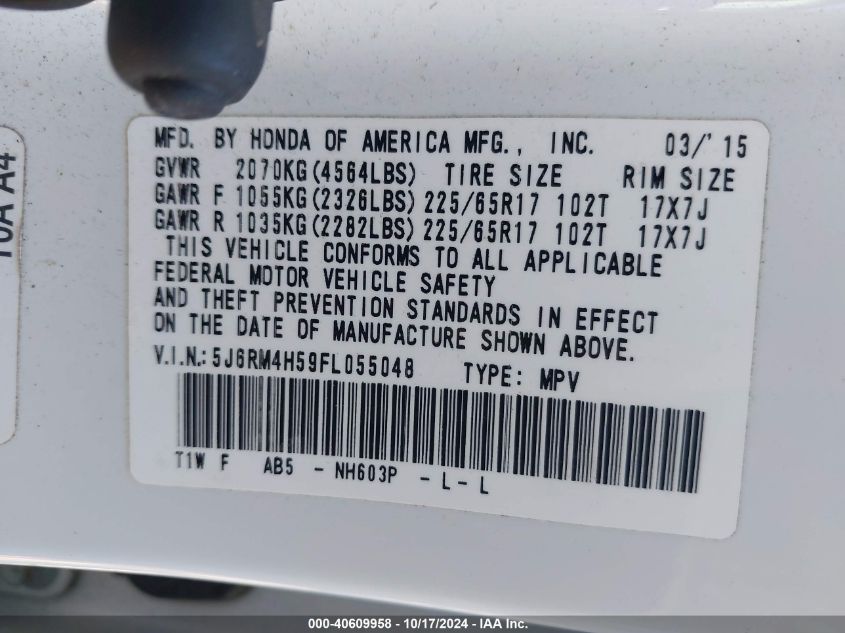 MFD. BY HONDA OF AMERICA MFG., INC. 03/'15
GVWR 2070KG(4564LBS) TIRE SIZE RIM SIZE
GAWR F 1055KG(2326LBS) 225/65R17 102T 17X7J
GAWR R 1035KG(2282LBS) 225/65R17 102T 17X7J
THIS VEHICLE CONFORMS TO ALL APPLICABLE
FEDERAL MOTOR VEHICLE SAFETY
AND THEFT PREVENTION STANDARDS IN EFFECT
ON THE DATE OF MANUFACTURE SHOWN ABOVE.
V.I.N.: 5J6RM4H59FL055048 TYPE: MPV
T1W F AB5 - NH603P - L - L
10A A4
000-40609958 - 10/17/2024 - IAA Inc.